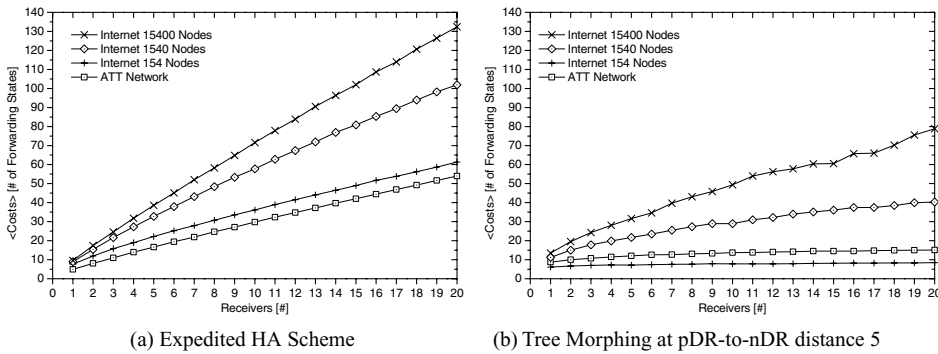 <Costs> [# of Forwarding States]
140
130
120
110
100
90
80
70
60
50
40
30
20
10
0
Internet 15400 Nodes
Internet 1540 Nodes
Internet 154 Nodes
ATT Network
0 1 2 3 4 5 6 7 8 9 10 11 12 13 14 15 16 17 18 19 20
Receivers [#]
(a) Expedited HA Scheme
<Costs> [# of Forwarding States]
140
130
120
110
100
90
80
70
60
50
40
30
20
10
0
Internet 15400 Nodes
Internet 1540 Nodes
Internet 154 Nodes
ATT Network
0 1 2 3 4 5 6 7 8 9 10 11 12 13 14 15 16 17 18 19 20
Receivers [#]
(b) Tree Morphing at pDR-to-nDR distance 5